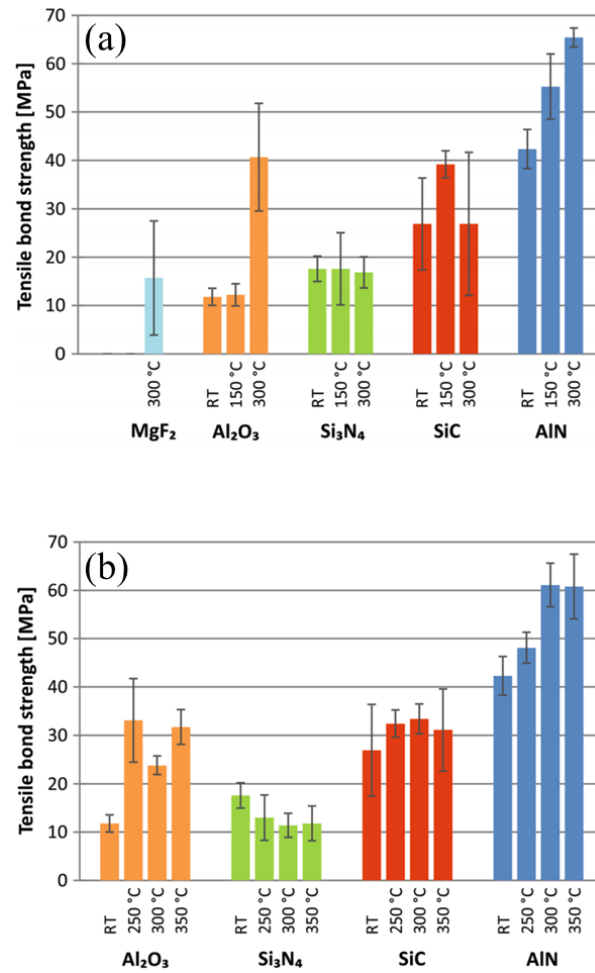 (a)
Tensile bond strength [MPa]
70
60
50
40
30
20
10
0
300 °C
RT 150 °C 300 °C
RT 150 °C 300 °C
RT 150 °C 300 °C
RT 150 °C 300 °C
MgF₂ Al₂O₃ Si₃N₄ SiC AlN
(b)
Tensile bond strength [MPa]
70
60
50
40
30
20
10
0
RT 250 °C 300 °C 350 °C
RT 250 °C 300 °C 350 °C
RT 250 °C 300 °C 350 °C
RT 250 °C 300 °C 350 °C
Al₂O₃ Si₃N₄ SiC AlN